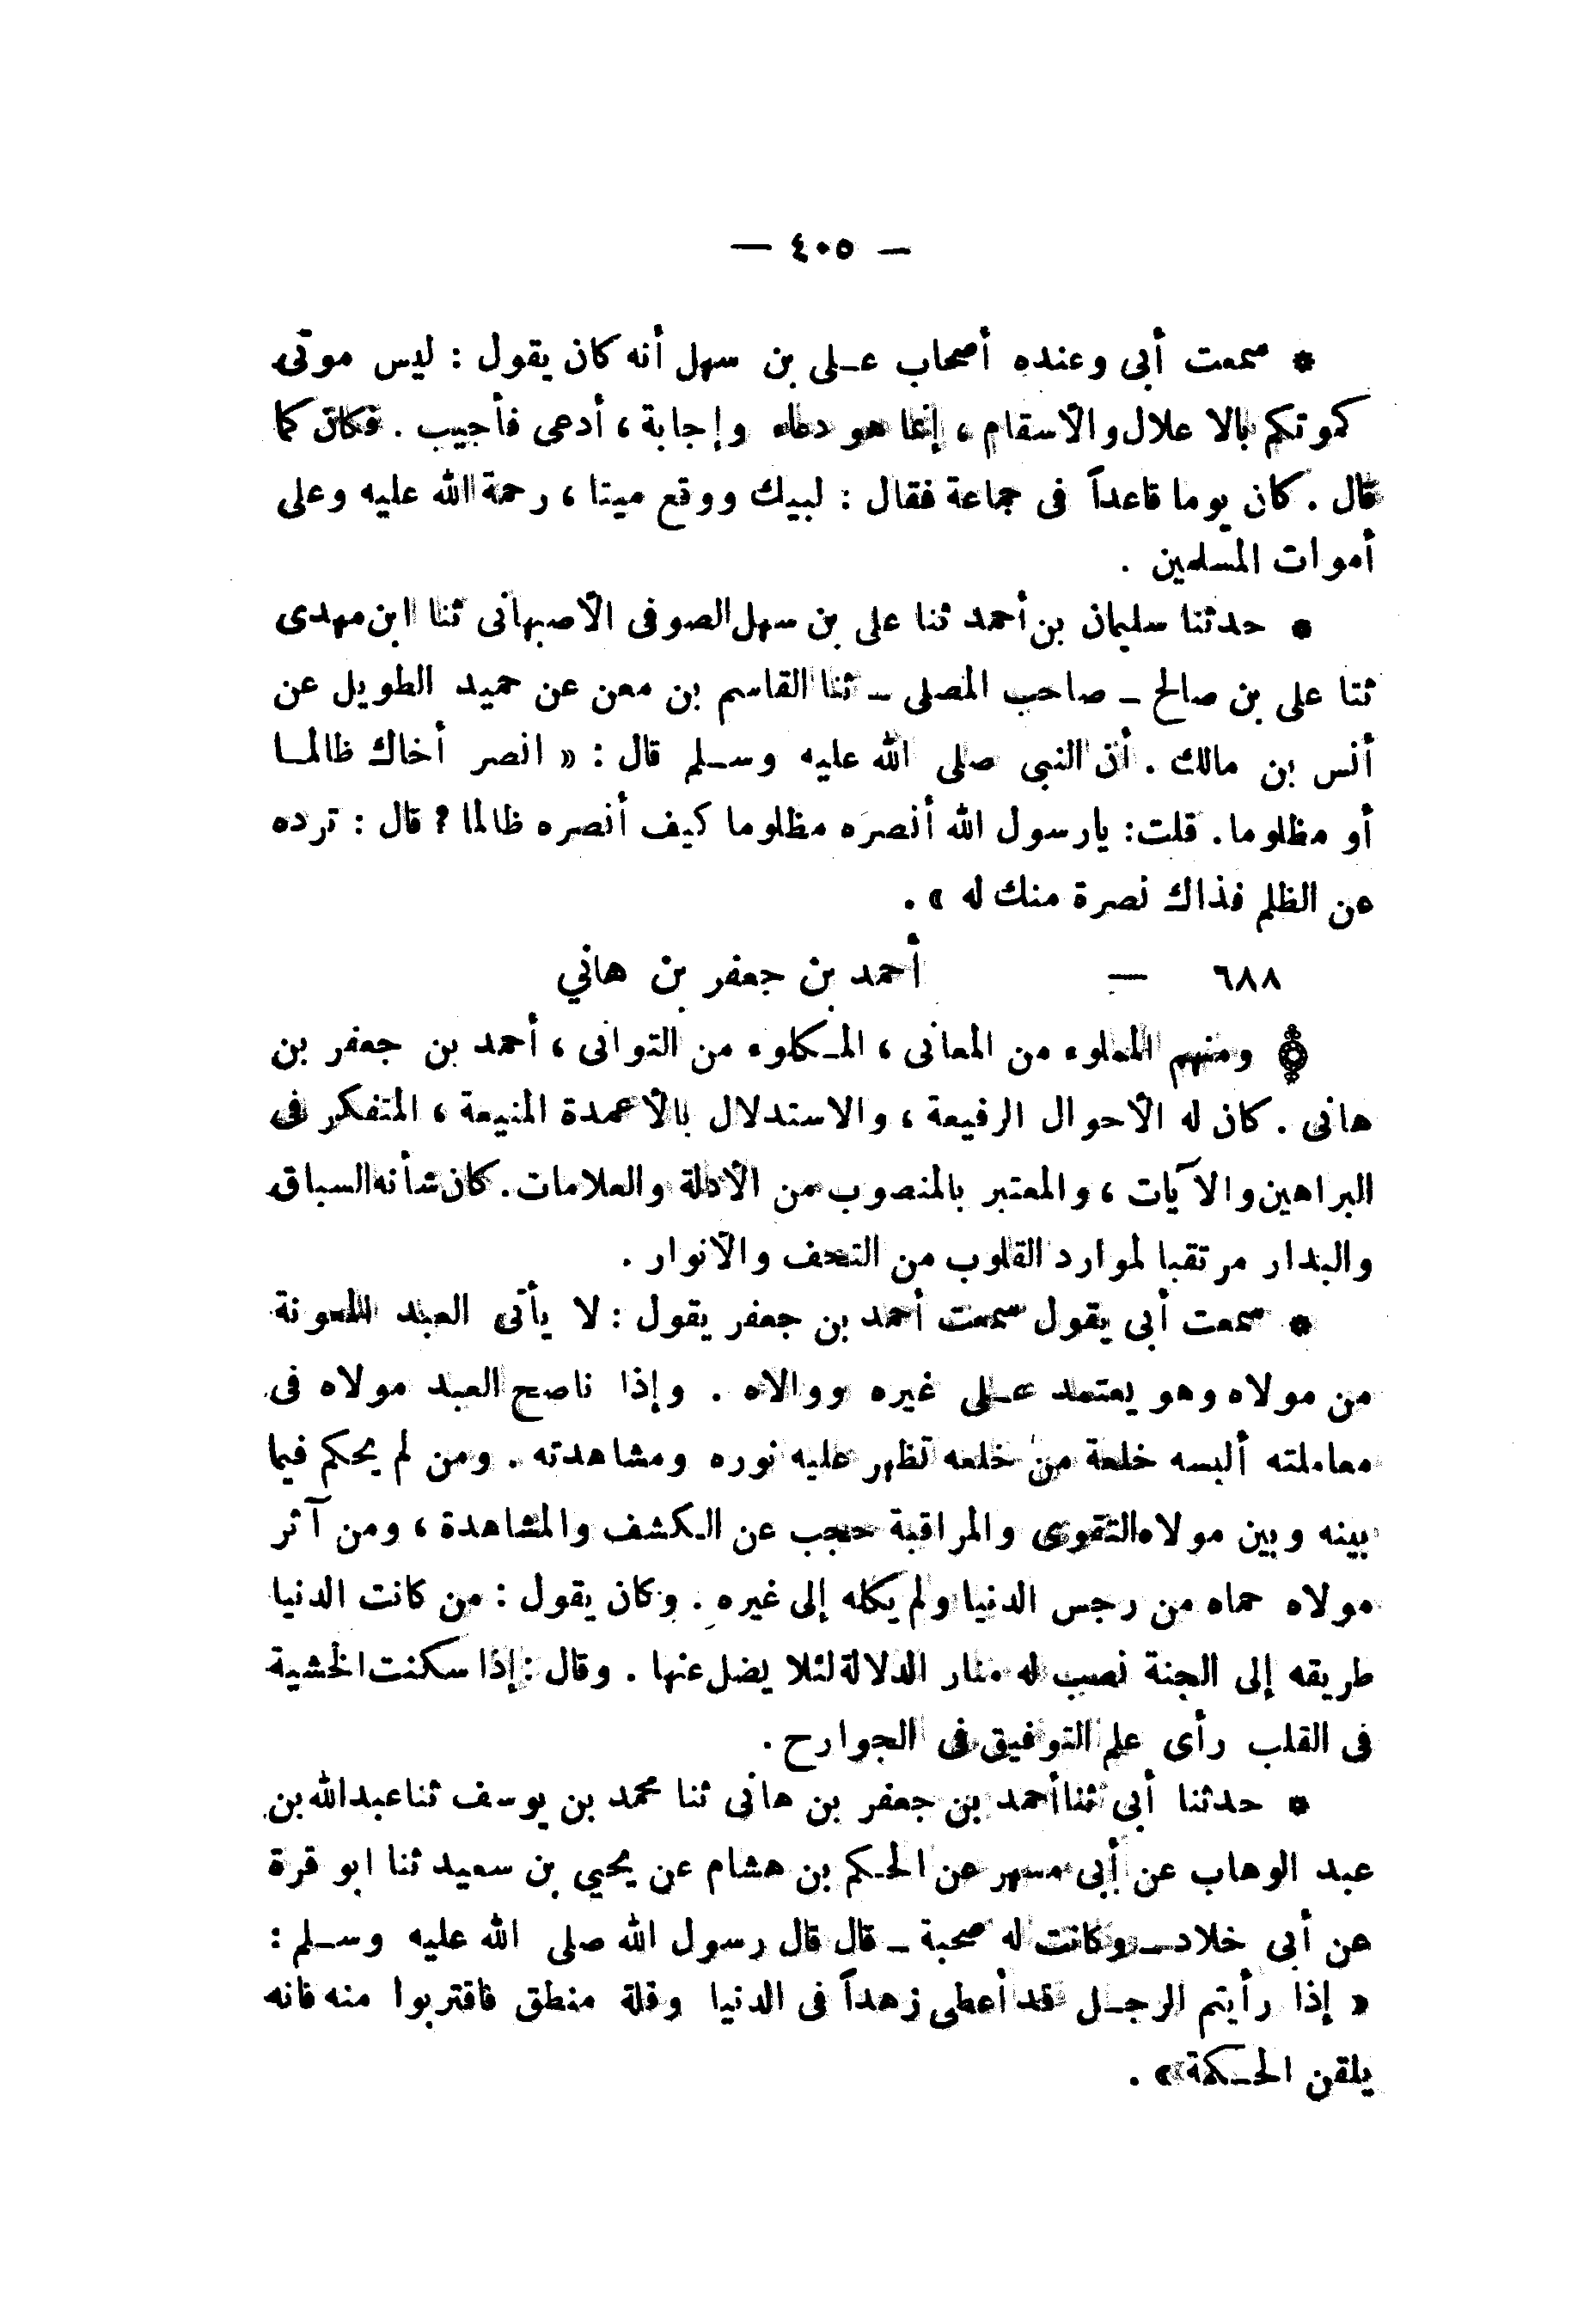 — ٤٠٥ —
* سمعت أبى وعنده أصحاب على بن سهل أنه كان يقول : ليس موتى
كموتكم بالاعلال والأسقام ، إنما هو دعاء وإجابة ، أدعى فأجيب . فكان كما
قال . كان يوما قاعداً فى جماعة فقال : لبيك ووقع ميتا ، رحمة الله عليه وعلى
أموات المسلمين .
* حدثنا سليمان بن أحمد ثنا على بن سهل الصوفى الأصبهانى ثنا ابن مهدى
ثنا على بن صالح - صاحب المصلى - ثنا القاسم بن معن عن حميد الطويل عن
أنس بن مالك . أن النبى صلى الله عليه وسلم قال : « انصر أخاك ظالما
أو مظلوما . قلت : يارسول الله أنصره مظلوما كيف أنصره ظالما ؟ قال : ترده
عن الظلم فذاك نصرة منك له » .
٦٨٨ — أحمد بن جعفر بن هاني
ومنهم المملوء من المعانى ، المكلوء من التوانى ، أحمد بن جعفر بن
هانى . كان له الأحوال الرفيعة ، والاستدلال بالأعمدة المنيعة ، المتفكر فى
البراهين والآيات ، والمعتبر بالمنصوب من الأدلة والعلامات . كان شأنه السباق
والبدار مرتقبا لموارد القلوب من التحف والأنوار .
* سمعت أبى يقول سمعت أحمد بن جعفر يقول : لا يأتى العبد المعونة
من مولاه وهو يعتمد على غيره ووالاه . وإذا ناصح العبد مولاه فى
معاملته ألبسه خلعة من خلعه تظهر عليه نوره ومشاهدته . ومن لم يحكم فيما
بينه وبين مولاه التقوى والمراقبة حجب عن الكشف والمشاهدة ، ومن آثر
مولاه حماه من رجس الدنيا ولم يكله إلى غيره . وكان يقول : من كانت الدنيا
طريقه إلى الجنة نصب له منار الدلالة لئلا يضل عنها . وقال : إذا سكنت الخشية
فى القلب رأى علم التوفيق فى الجوارح .
* حدثنا أبى ثنا أحمد بن جعفر بن هانى ثنا محمد بن يوسف ثنا عبدالله بن
عبد الوهاب عن أبى مسهر عن الحكم بن هشام عن يحيي بن سعيد ثنا ابو قرة
عن أبى خلاد - وكانت له صحبة - قال قال رسول الله صلى الله عليه وسلم :
« إذا رأيتم الرجل قد أعطى زهداً فى الدنيا وقلة منطق فاقتربوا منه فانه
يلقن الحكمة » .